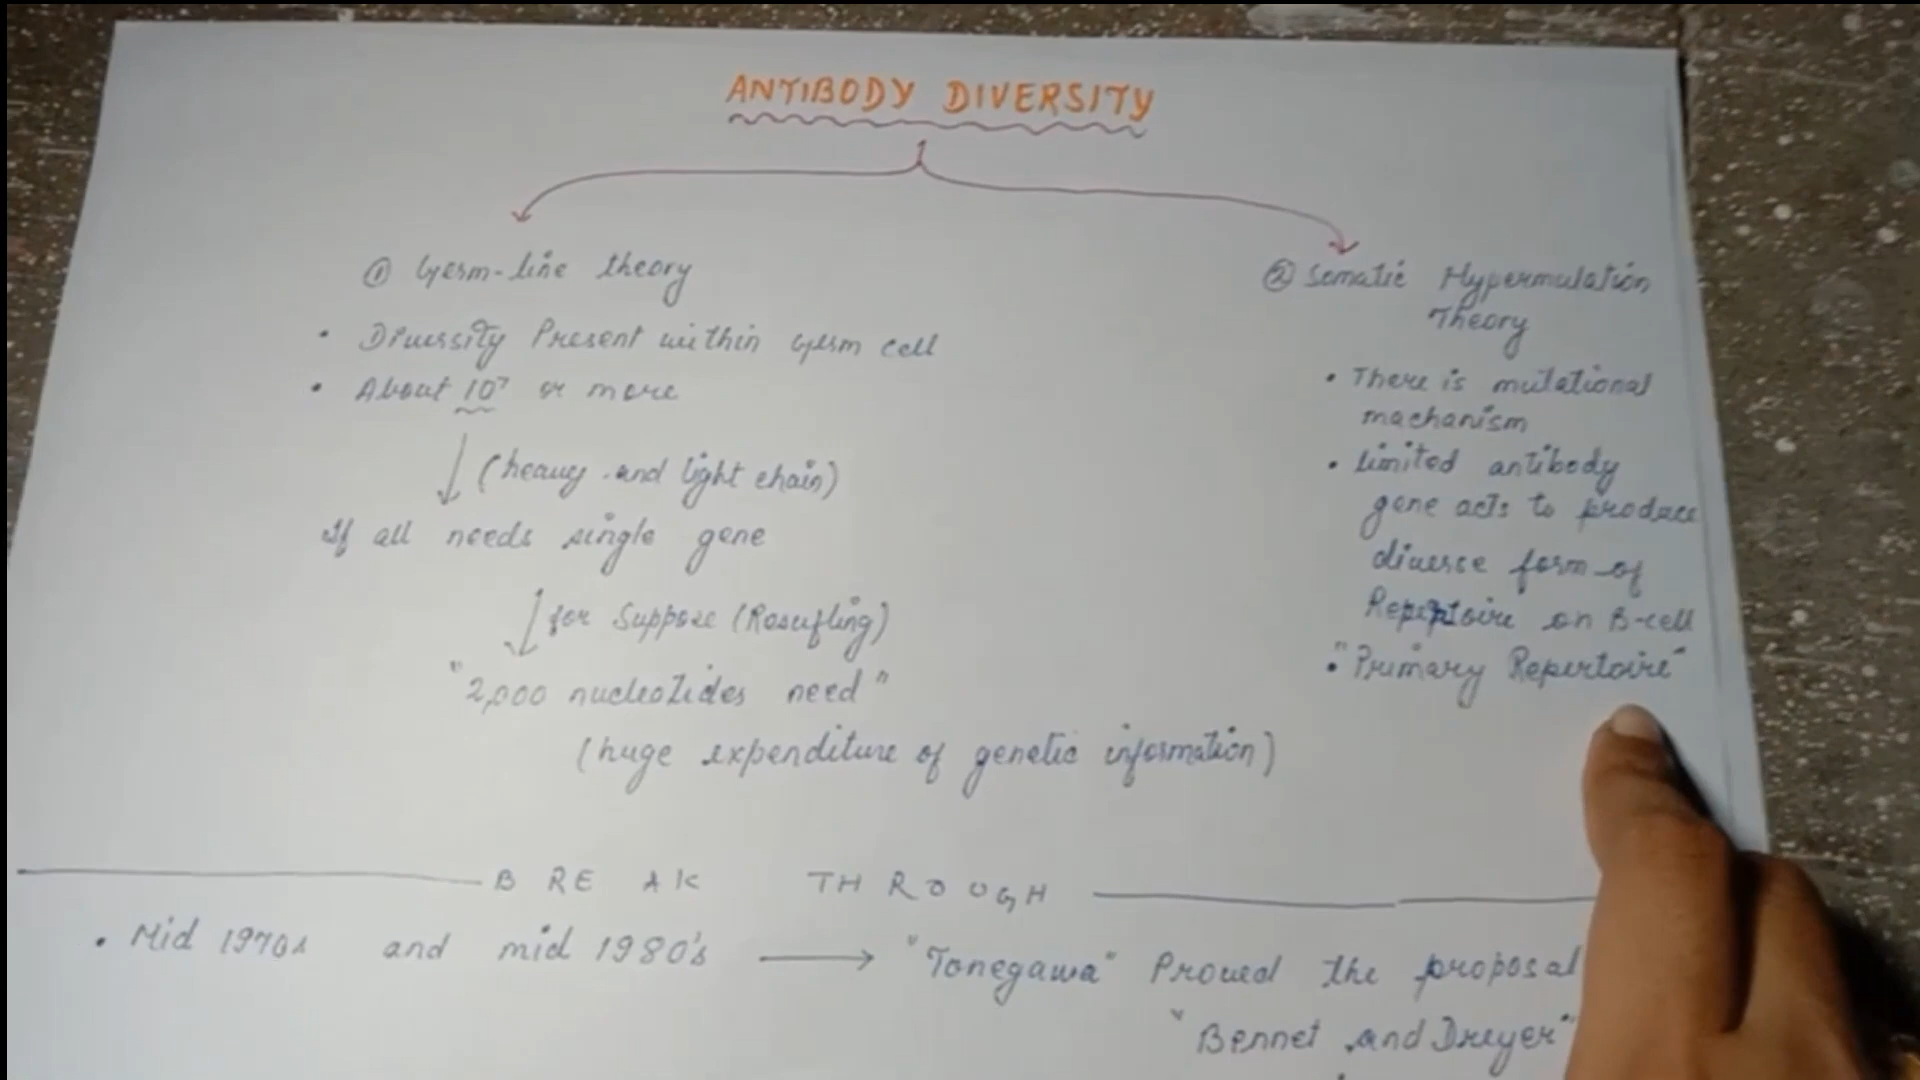 ANTIBODY DIVERSITY
① Germ-line theory
• Diversity Present within Germ cell
• About 10⁷ or more
(heavy and light chain)
If all needs single gene
for Suppose (Resulting)
"2,000 nucleotides need"
(huge expenditure of genetic information)
② Somatic Hypermutation
Theory
• There is mutational
machanism
• limited antibody
gene acts to produce
diverse form of
Repertoire on B-cell
• "Primary Repertoire"
BREAK THROUGH
• Mid 1970s and mid 1980's → "Tonegawa" Proved the proposal
"Bennet and Dreyer"